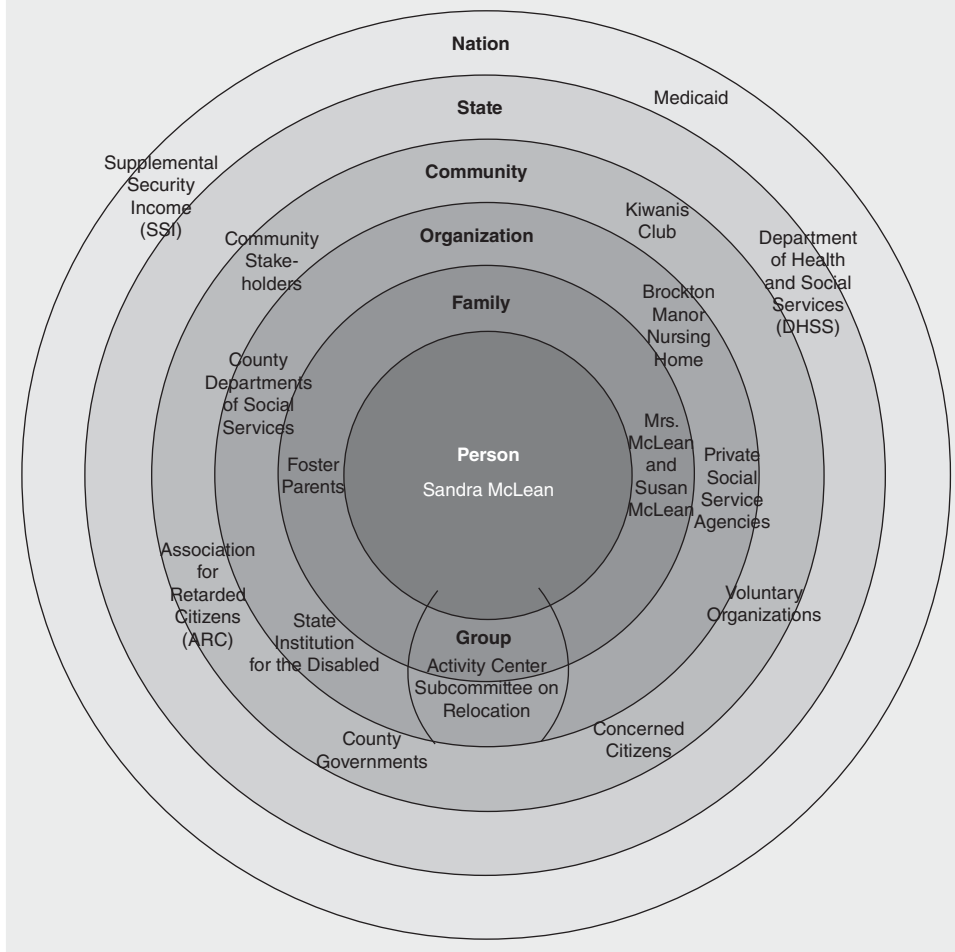 Nation
Medicaid
State
Supplemental
Security
Income
(SSI)
Community
Kiwanis
Club
Community
Stake-
holders
Organization
Department
of Health
and Social
Services
(DHSS)
Family
Brockton
Manor
Nursing
Home
County
Departments
of Social
Services
Mrs.
McLean
and
Susan
McLean
Person
Sandra McLean
Foster
Parents
Private
Social
Service
Agencies
Association
for
Retarded
Citizens
(ARC)
Voluntary
Organizations
State
Institution
for the Disabled
Group
Activity Center
Subcommittee on
Relocation
County
Governments
Concerned
Citizens